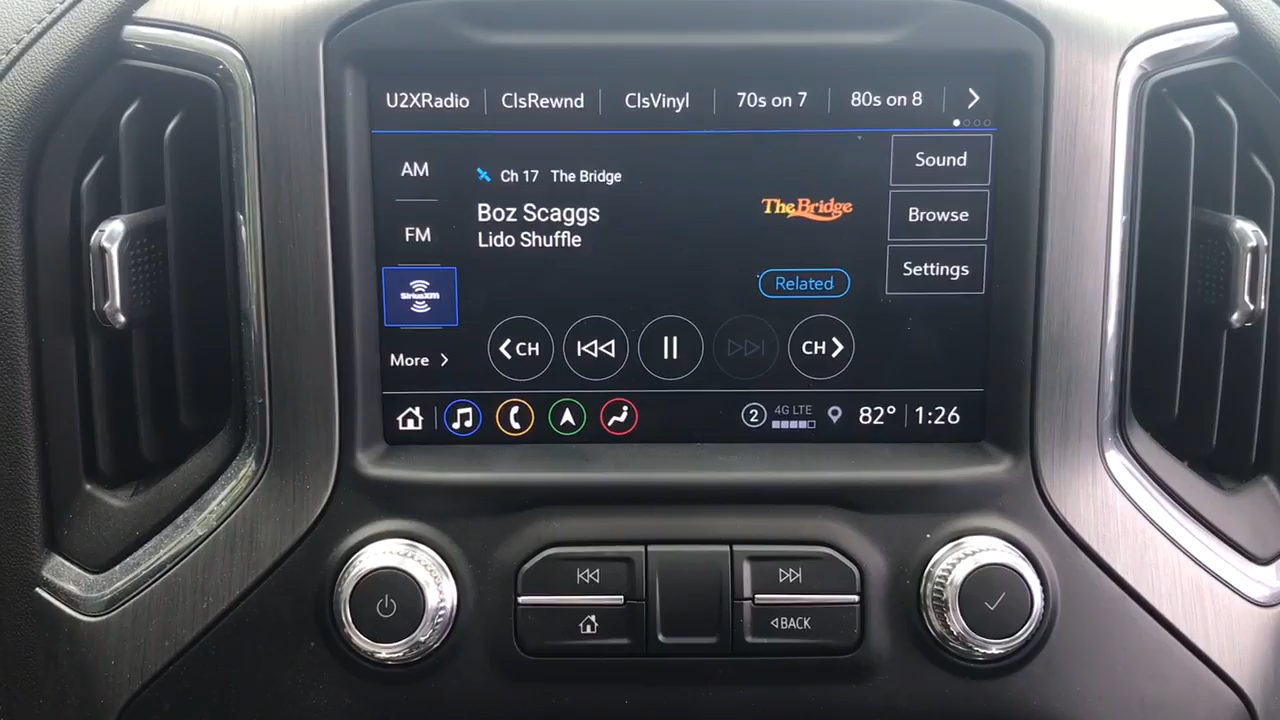 U2XRadio ClsRewnd ClsVinyl 70s on 7 80s on 8
AM
FM
SiriusXM
More
Ch 17 The Bridge
Boz Scaggs
Lido Shuffle
The Bridge
Related
Sound
Browse
Settings
CH CH
2 4G LTE 82° 1:26
BACK